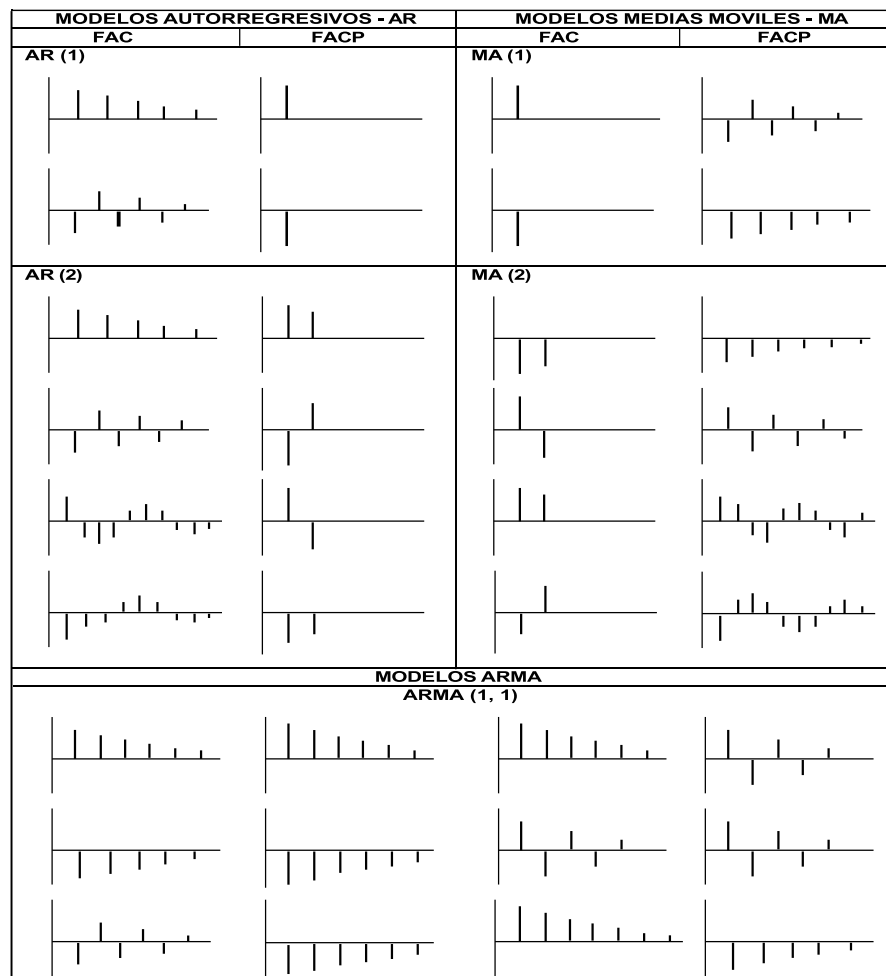 MODELOS AUTORREGRESIVOS - AR
MODELOS MEDIAS MOVILES - MA
FAC
FACP
FAC
FACP
AR (1)
MA (1)
AR (2)
MA (2)
MODELOS ARMA
ARMA (1, 1)